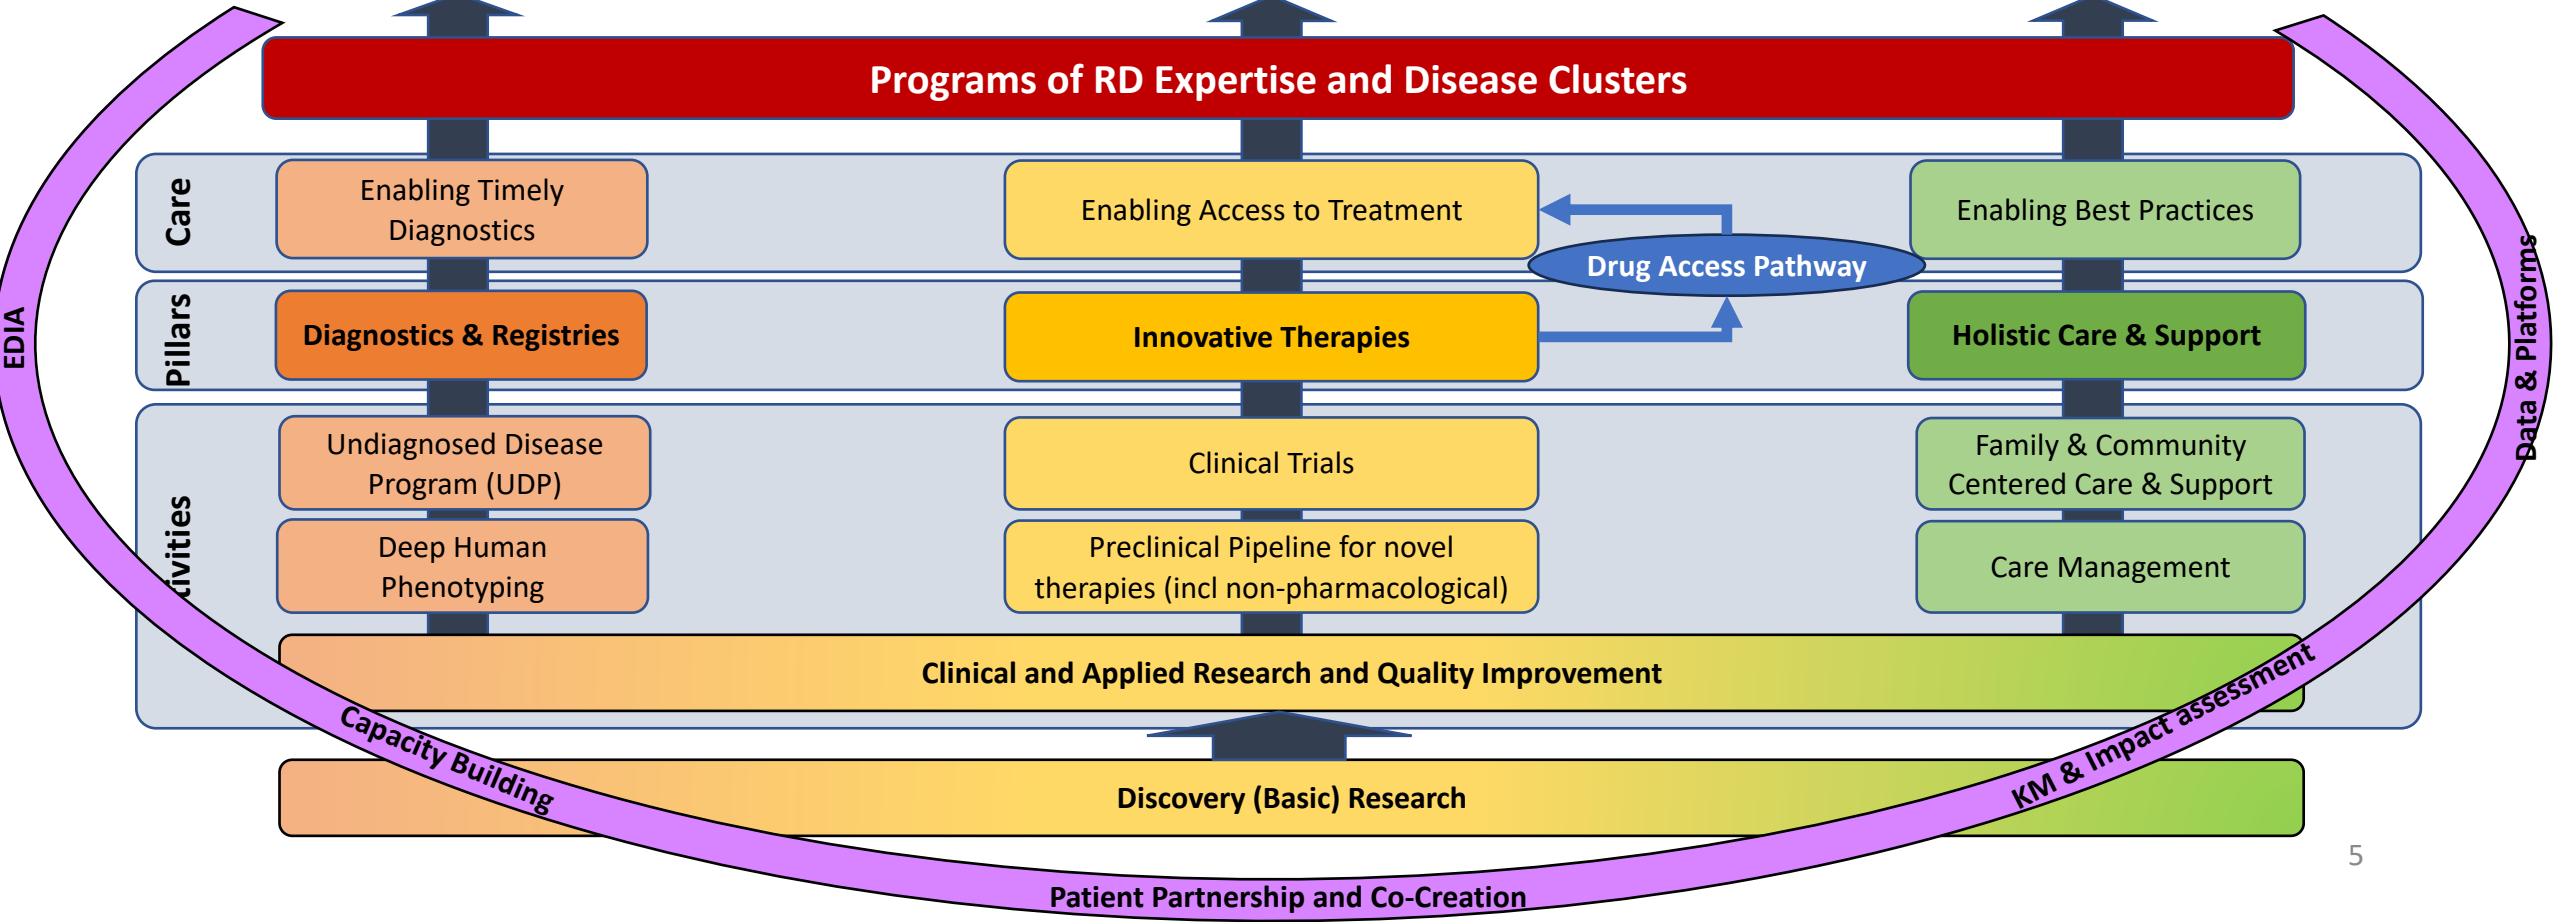 Programs of RD Expertise and Disease Clusters
Care
Enabling Timely
Diagnostics
Enabling Access to Treatment
Enabling Best Practices
Drug Access Pathway
Pillars
Diagnostics & Registries
Innovative Therapies
Holistic Care & Support
EDIA
Data & Platforms
Undiagnosed Disease
Program (UDP)
Clinical Trials
Family & Community
Centered Care & Support
tivities
Deep Human
Phenotyping
Preclinical Pipeline for novel
therapies (incl non-pharmacological)
Care Management
Clinical and Applied Research and Quality Improvement
Capacity Building
KM & Impact assessment
Discovery (Basic) Research
Patient Partnership and Co-Creation
5